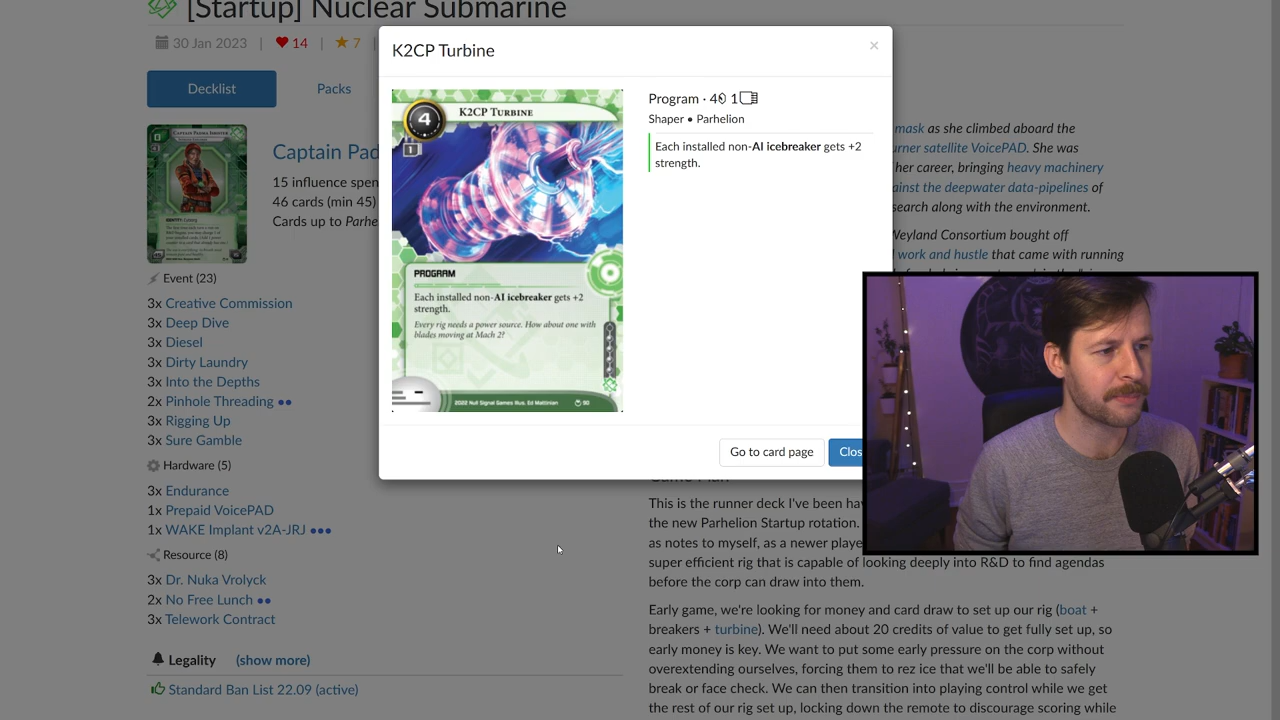 [Startup] Nuclear Submarine
30 Jan 2023 | 14 | 7 |
Decklist
Packs
Captain Pad
15 influence spen
46 cards (min 45)
Cards up to Parhe
Event (23)
3x Creative Commission
3x Deep Dive
3x Diesel
3x Dirty Laundry
3x Into the Depths
2x Pinhole Threading ●●
3x Rigging Up
3x Sure Gamble
Hardware (5)
3x Endurance
1x Prepaid VoicePAD
1x WAKE Implant v2A-JRJ ●●●
Resource (8)
3x Dr. Nuka Vrolyck
2x No Free Lunch ●●
3x Telework Contract
Legality (show more)
Standard Ban List 22.09 (active)
K2CP Turbine
×
4
K2CP Turbine
1
PROGRAM
Each installed non-AI icebreaker gets +2
strength.
Every rig needs a power source. How about one with
blades moving at Mach 2?
2022 Null Signal Games Illus. Ed Mattinian
90
Program · 4 1
Shaper • Parhelion
Each installed non-AI icebreaker gets +2
strength.
Go to card page
Clos
mask as she climbed aboard the
urner satellite VoicePAD. She was
her career, bringing heavy machinery
ainst the deepwater data-pipelines of
search along with the environment.
Weyland Consortium bought off
work and hustle that came with running
This is the runner deck I've been hav
the new Parhelion Startup rotation.
as notes to myself, as a newer playe
super efficient rig that is capable of looking deeply into R&D to find agendas
before the corp can draw into them.
Early game, we're looking for money and card draw to set up our rig (boat +
breakers + turbine). We'll need about 20 credits of value to get fully set up, so
early money is key. We want to put some early pressure on the corp without
overextending ourselves, forcing them to rez ice that we'll be able to safely
break or face check. We can then transition into playing control while we get
the rest of our rig set up, locking down the remote to discourage scoring while